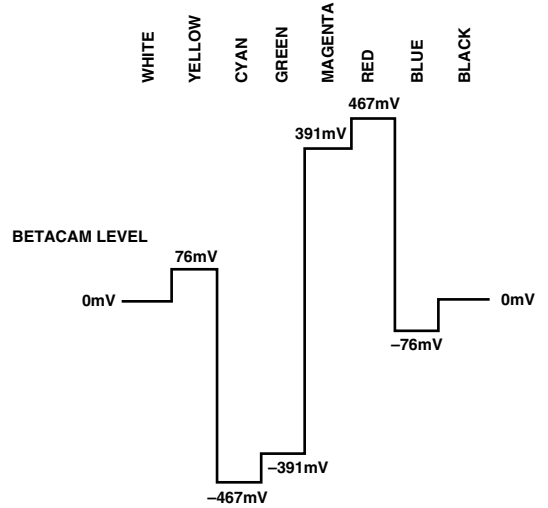 WHITE
YELLOW
CYAN
GREEN
MAGENTA
RED
BLUE
BLACK
467mV
391mV
BETACAM LEVEL
76mV
0mV
0mV
–76mV
–391mV
–467mV